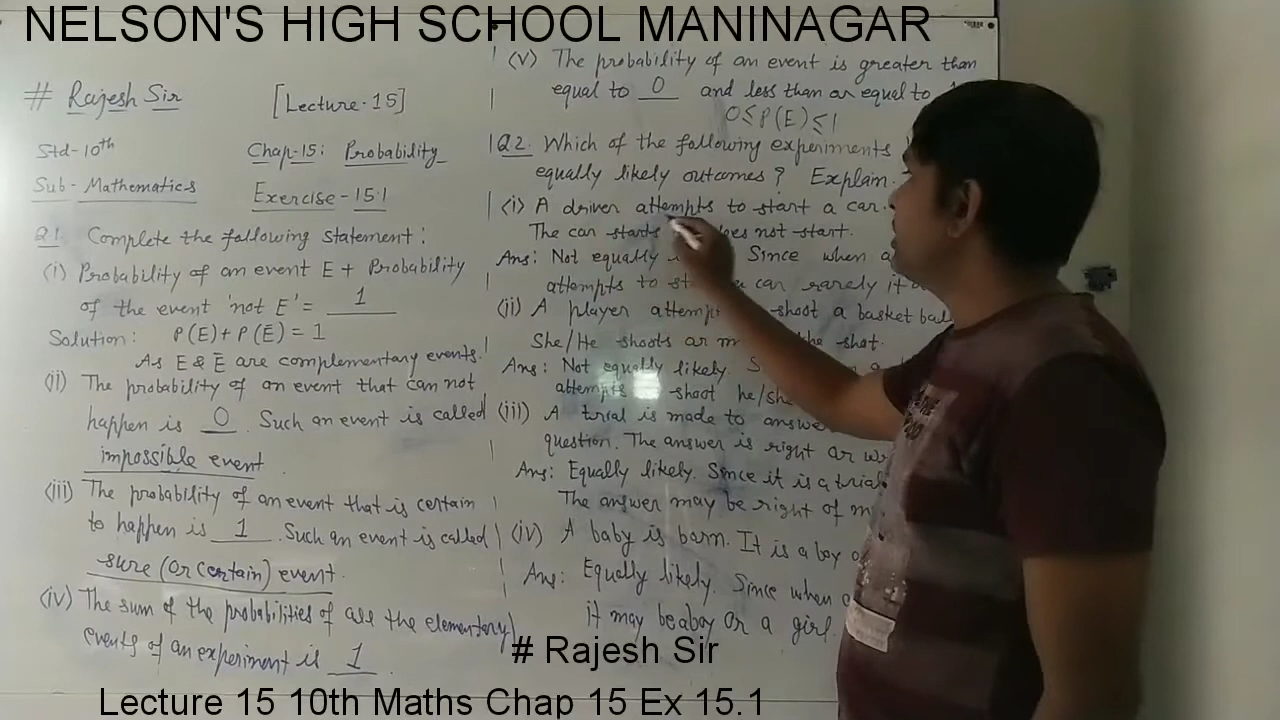 NELSON'S HIGH SCHOOL MANINAGAR
# Rajesh Sir [Lecture-15]
Std-10th Chap-15: Probability
Sub-Mathematics Exercise-15.1
Q1. Complete the following statement:
(i) Probability of an event E + Probability
of the event 'not E' = 1
Solution: P(E)+P(E̅) = 1
As E & E̅ are complementary events.
(ii) The probability of an event that can not
happen is 0. Such an event is called
impossible event.
(iii) The probability of an event that is certain
to happen is 1. Such an event is called
sure (or certain) event.
(iv) The sum of the probabilities of all the elementary
events of an experiment is 1.
(v) The probability of an event is greater than
equal to 0 and less than or equal to
0≤P(E)≤1
Q2. Which of the following experiments
equally likely outcomes? Explain.
(i) A driver attempts to start a car.
The car starts does not start.
Ans: Not equally Since when a
attempts to car rarely it
(ii) A player shoot a basket
She/He shoots or the shot.
Ans: Not equally likely.
attempts shoot he/she
(iii) A trial is made to
question. The answer is right or
Ans: Equally likely. Since it is a trial
The answer may be right of
(iv) A baby is born. It is a boy
Ans: Equally likely. Since when a
it may be a boy or a girl.
# Rajesh Sir
Lecture 15 10th Maths Chap 15 Ex 15.1